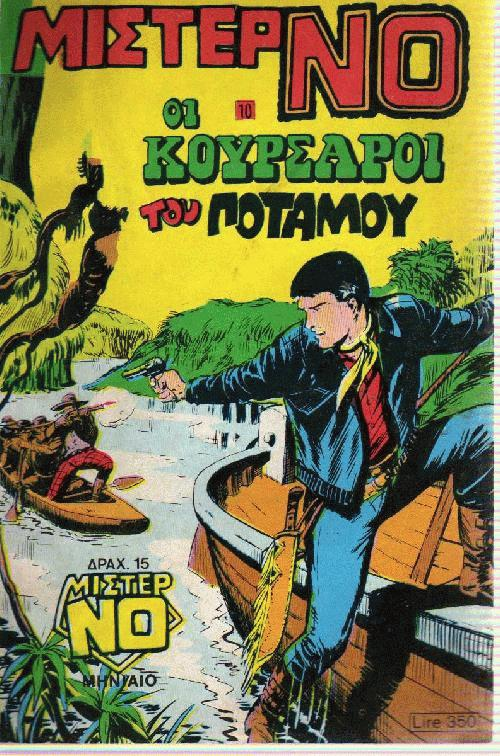 ΜΙΣΤΕΡ ΝΟ
10
ΟΙ
ΚΟΥΡΣΑΡΟΙ
του ΠΟΤΑΜΟΥ
ΔΡΑΧ. 15
ΜΙΣΤΕΡ
ΝΟ
ΜΗΝΙΑΙΟ
Lire 350